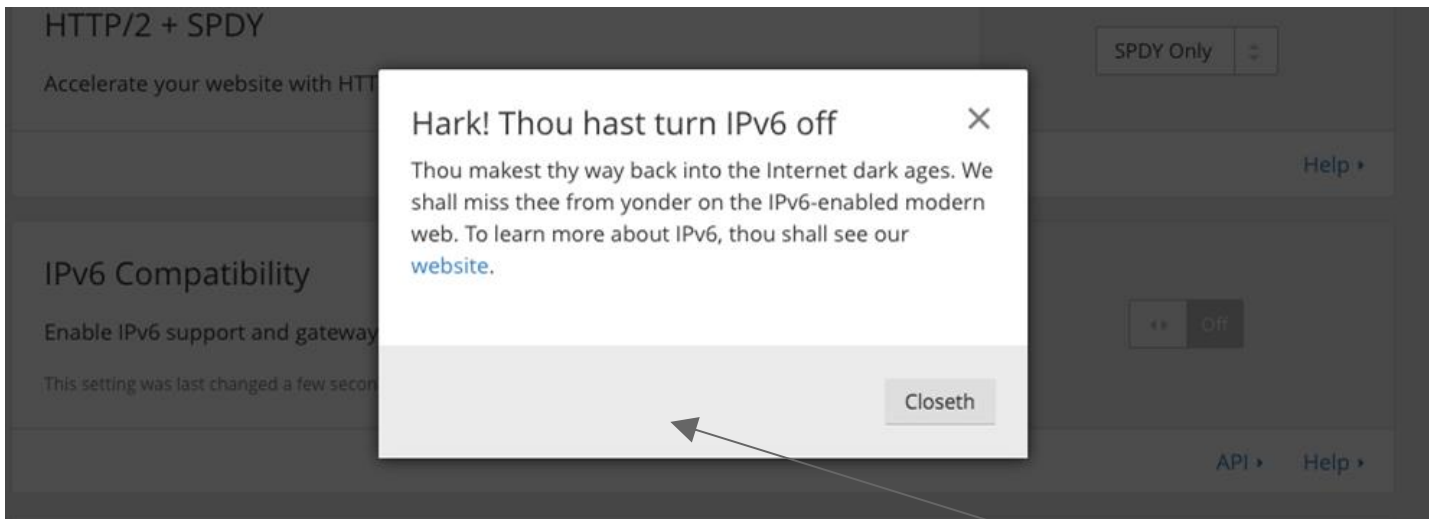 HTTP/2 + SPDY
SPDY Only
Accelerate your website with HTT
Hark! Thou hast turn IPv6 off
Thou makest thy way back into the Internet dark ages. We
shall miss thee from yonder on the IPv6-enabled modern
web. To learn more about IPv6, thou shall see our
website.
Help
IPv6 Compatibility
Enable IPv6 support and gateway
Off
This setting was last changed a few secon
Closeth
API
Help